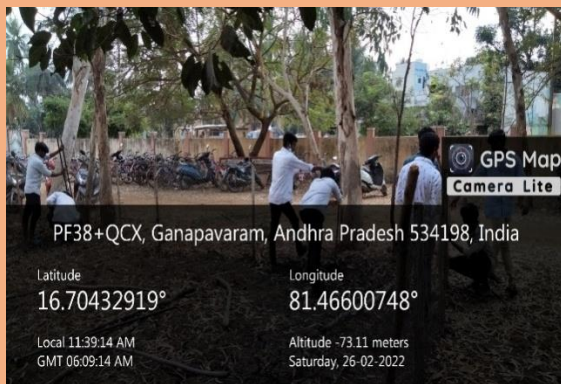 GPS Map
Camera Lite
PF38+QCX, Ganapavaram, Andhra Pradesh 534198, India
Latitude
16.70432919°
Longitude
81.46600748°
Local 11:39:14 AM
GMT 06:09:14 AM
Altitude -73.11 meters
Saturday, 26-02-2022